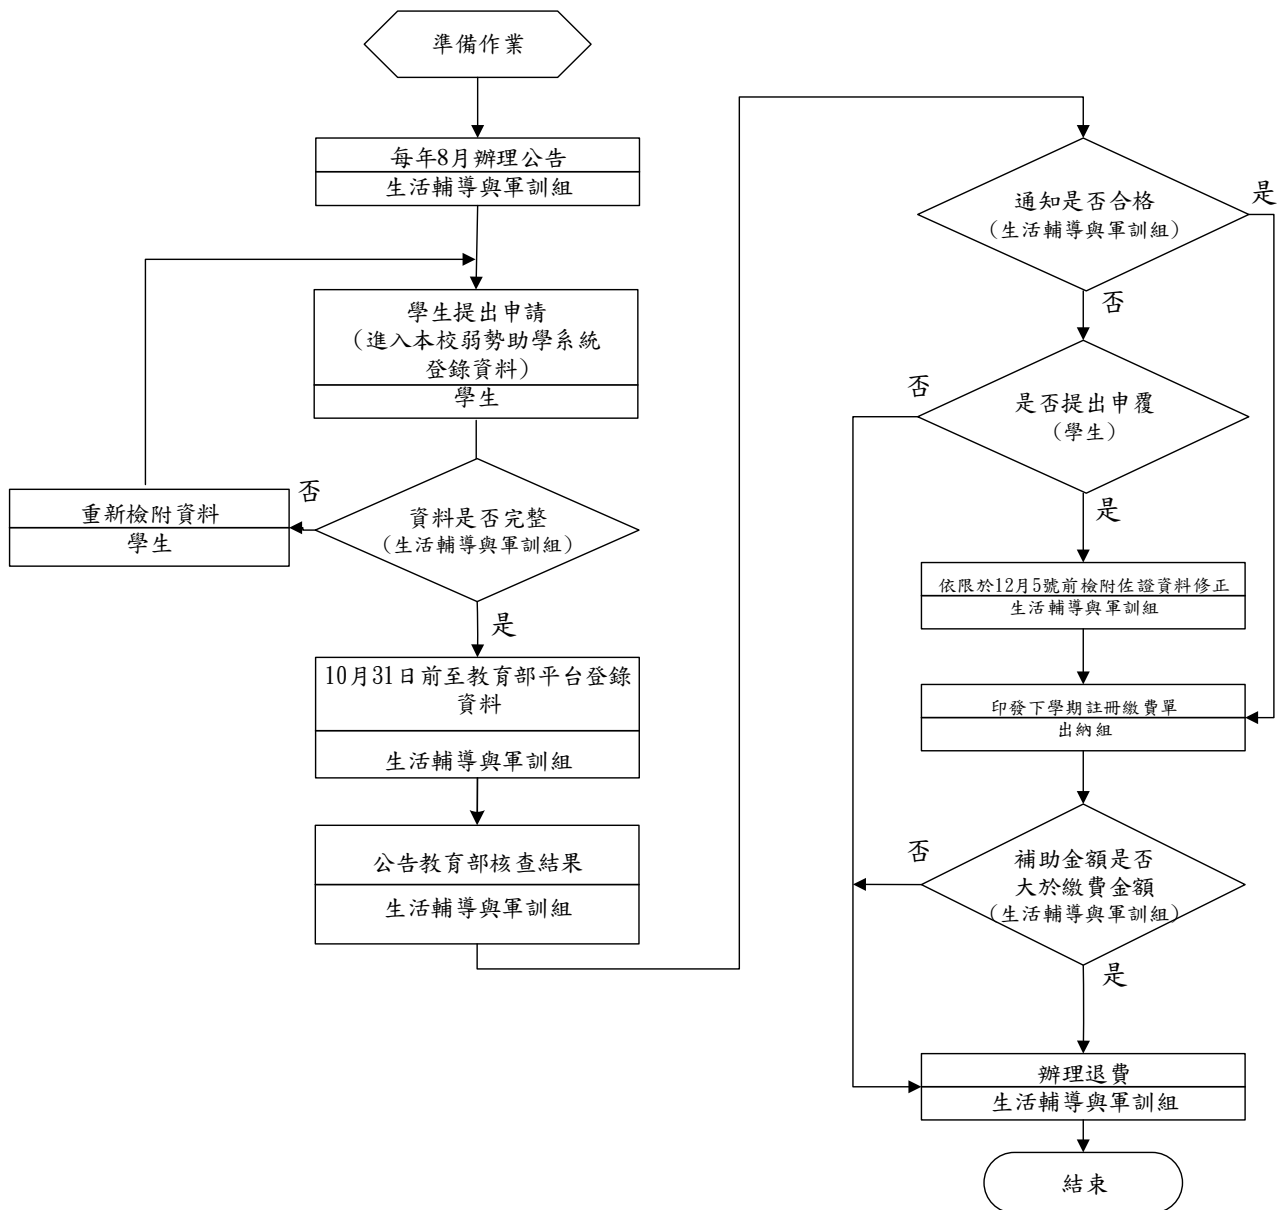 準備作業
每年8月辦理公告
生活輔導與軍訓組
學生提出申請
（進入本校弱勢助學系統
登錄資料）
學生
否
重新檢附資料
學生
資料是否完整
（生活輔導與軍訓組）
是
10月31日前至教育部平台登錄
資料
生活輔導與軍訓組
公告教育部核查結果
生活輔導與軍訓組
通知是否合格
（生活輔導與軍訓組）
是
否
否
是否提出申覆
（學生）
是
依限於12月5號前檢附佐證資料修正
生活輔導與軍訓組
印發下學期註冊繳費單
出納組
否
補助金額是否
大於繳費金額
（生活輔導與軍訓組）
是
辦理退費
生活輔導與軍訓組
結束